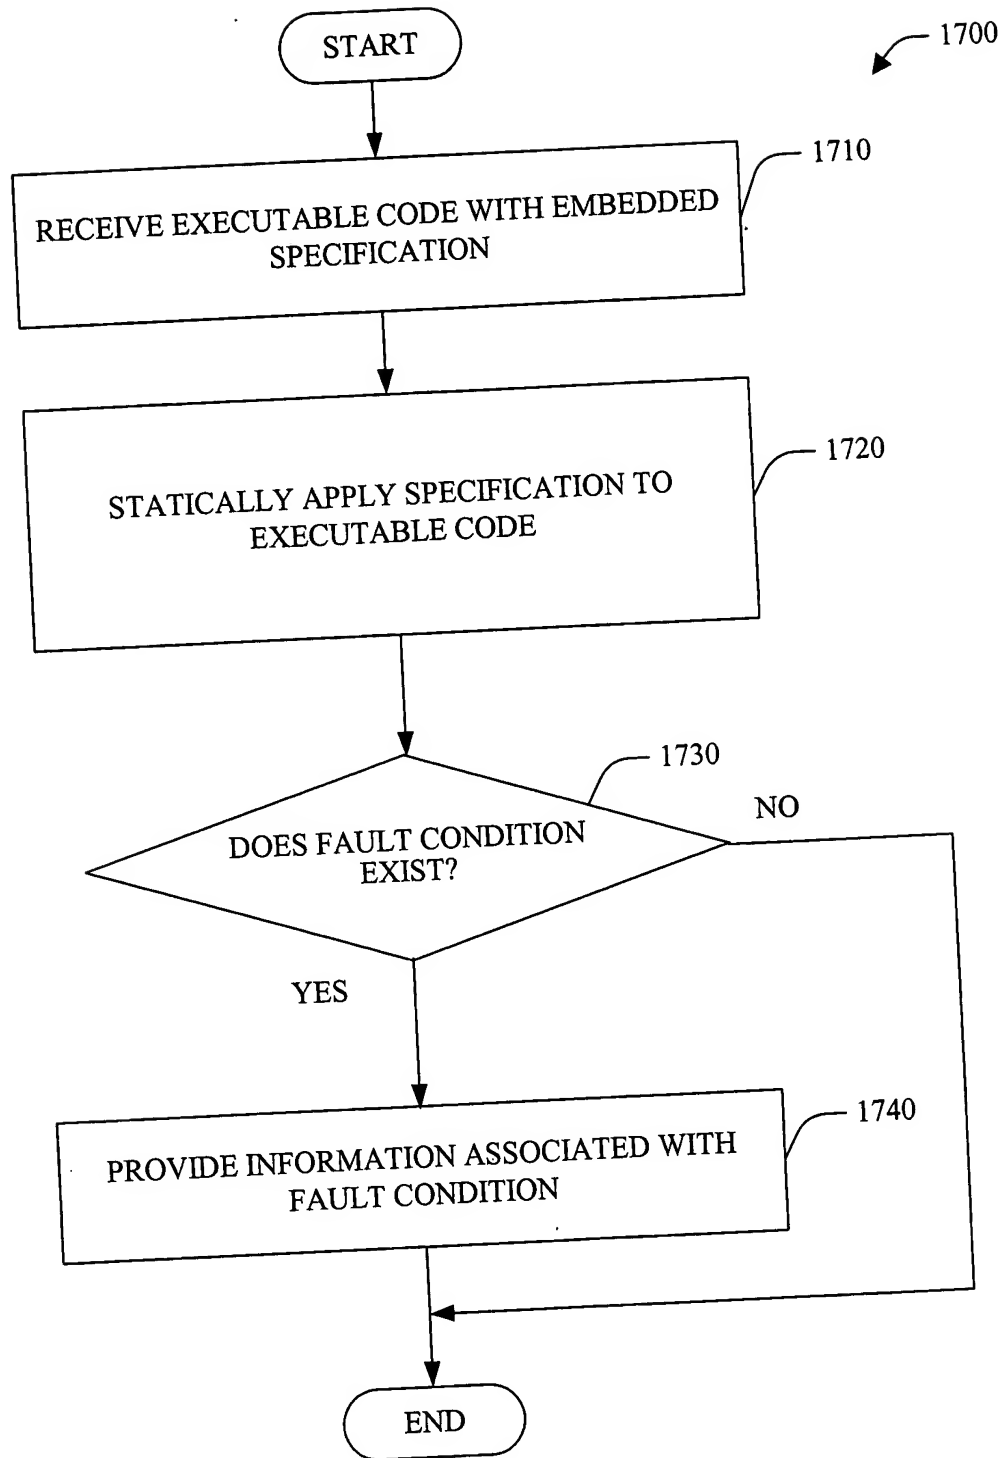 START
1700
1710
RECEIVE EXECUTABLE CODE WITH EMBEDDED
SPECIFICATION
1720
STATICALLY APPLY SPECIFICATION TO
EXECUTABLE CODE
1730
NO
DOES FAULT CONDITION
EXIST?
YES
1740
PROVIDE INFORMATION ASSOCIATED WITH
FAULT CONDITION
END